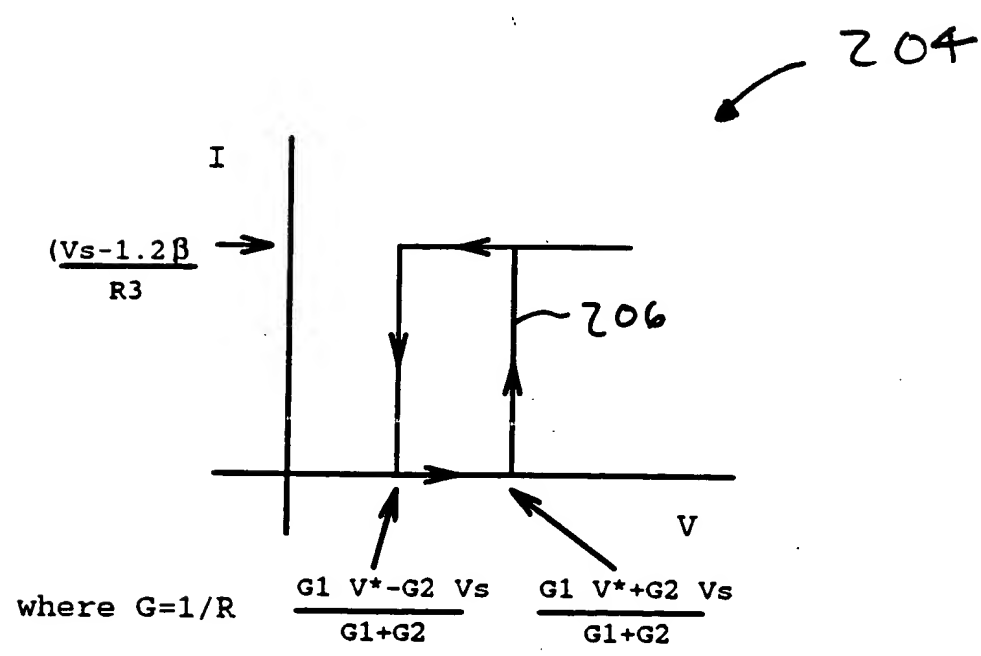 204
I
(Vs-1.2β
R3
206
V
where G=1/R
G1 V*-G2 Vs
G1+G2
G1 V*+G2 Vs
G1+G2